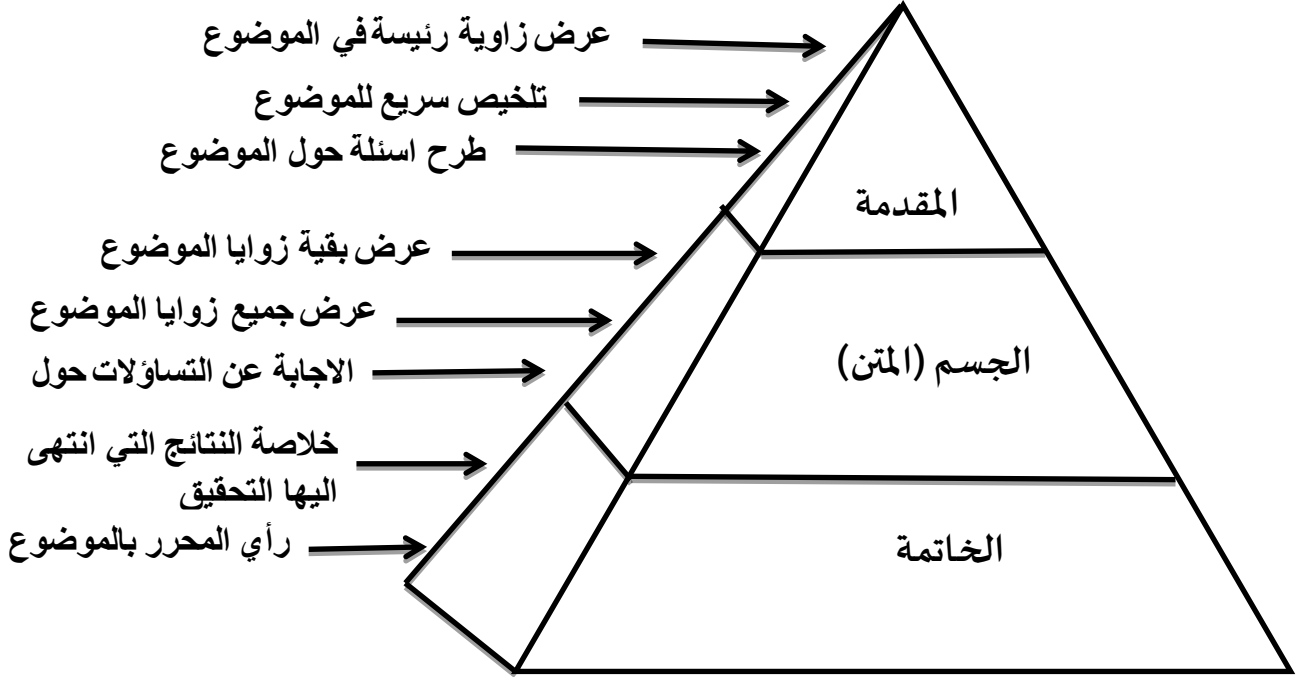 عرض زاوية رئيسة في الموضوع
تلخيص سريع للموضوع
طرح اسئلة حول الموضوع
المقدمة
عرض بقية زوايا الموضوع
عرض جميع زوايا الموضوع
الجسم (المتن)
الاجابة عن التساؤلات حول
خلاصة النتائج التي انتهى
اليها التحقيق
رأي المحرر بالموضوع
الخاتمة